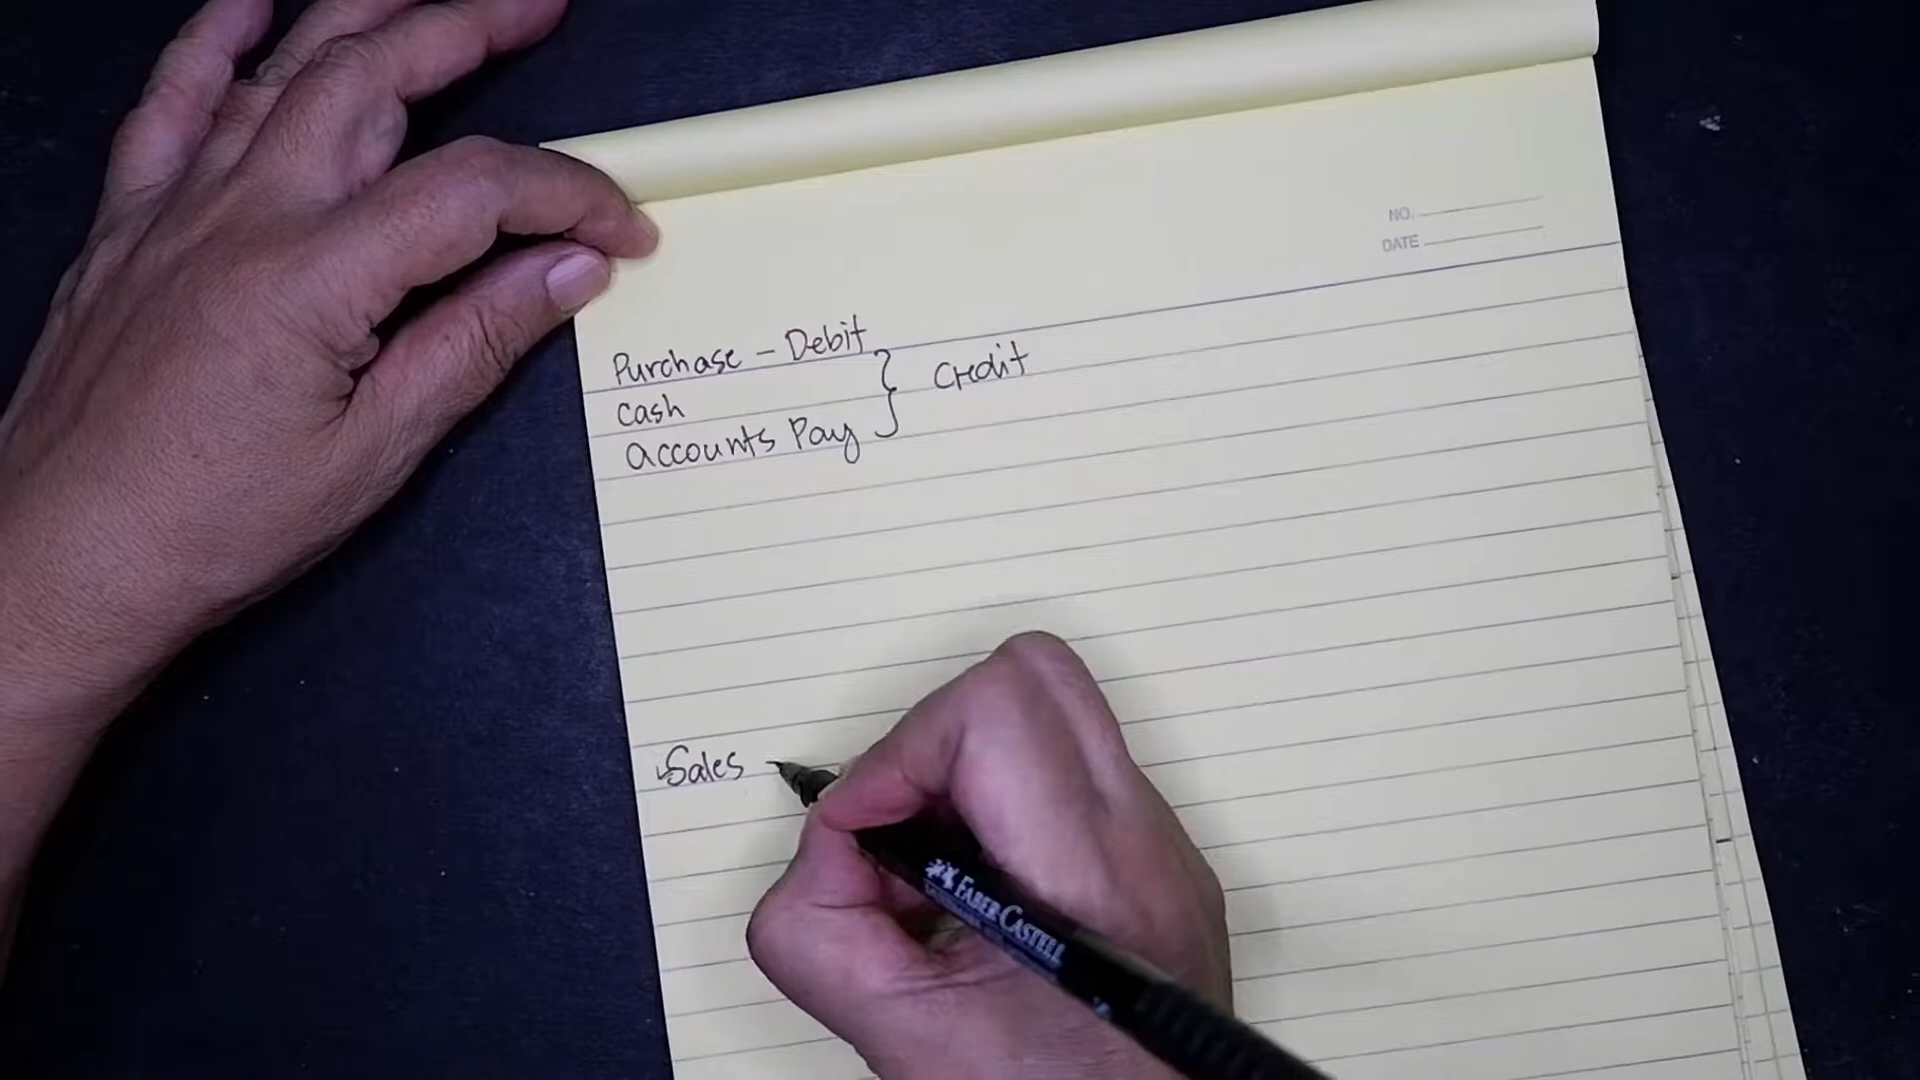 NO.
DATE
Purchase – Debit
Cash
Accounts Pay } Credit
Sales
FABER CASTELL